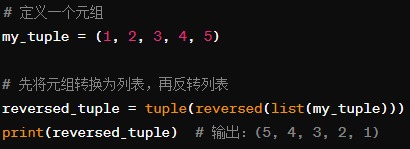 # 定义一个元组
my_tuple = (1, 2, 3, 4, 5)
# 先将元组转换为列表，再反转列表
reversed_tuple = tuple(reversed(list(my_tuple)))
print(reversed_tuple)  # 输出：(5, 4, 3, 2, 1)